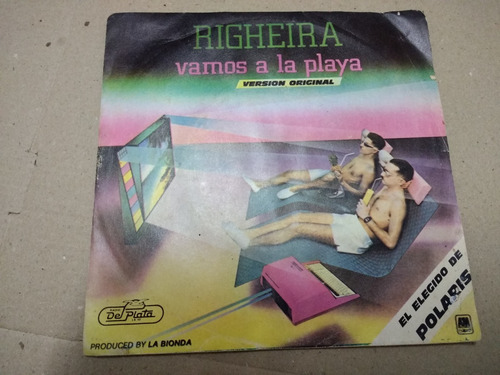 RIGHEIRA
vamos a la playa
VERSION ORIGINAL
EL ELEGIDO DE
POLARIS
De Plata
PRODUCED BY LA BIONDA